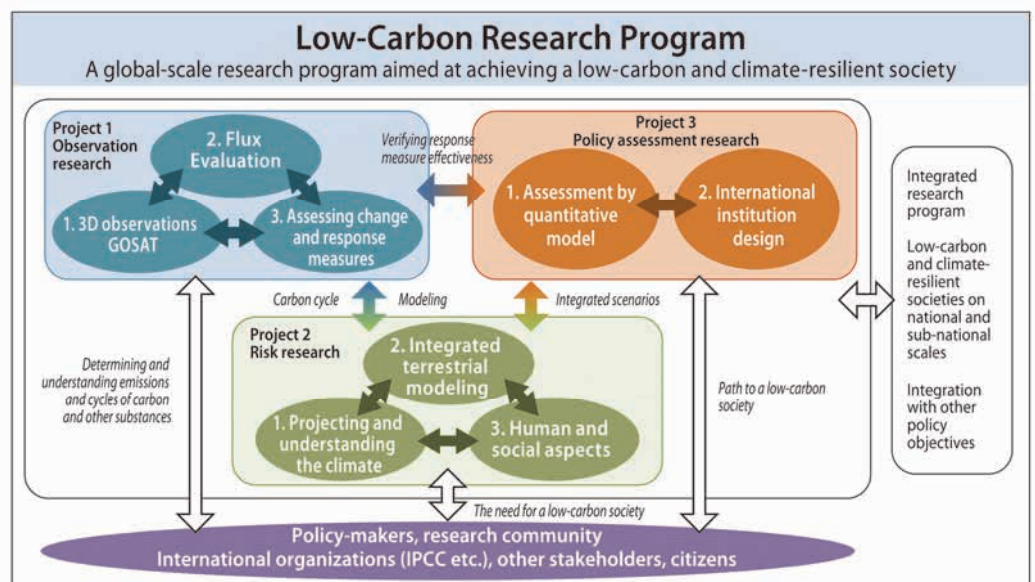 Low-Carbon Research Program
A global-scale research program aimed at achieving a low-carbon and climate-resilient society
Project 1
Observation
research
2. Flux
Evaluation
1. 3D observations
GOSAT
3. Assessing change
and response
measures
Verifying response
measure effectiveness
Project 3
Policy assessment research
1. Assessment by
quantitative
model
2. International
institution
design
Integrated
research
program
Low-carbon
and climate-
resilient
societies on
national and
sub-national
scales
Integration
with other
policy
objectives
Carbon cycle
Modeling
Integrated scenarios
Project 2
Risk research
2. Integrated
terrestrial
modeling
1. Projecting and
understanding
the climate
3. Human and
social aspects
Determining and
understanding emissions
and cycles of carbon
and other substances
Path to a low-carbon
society
The need for a low-carbon society
Policy-makers, research community
International organizations (IPCC etc.), other stakeholders, citizens